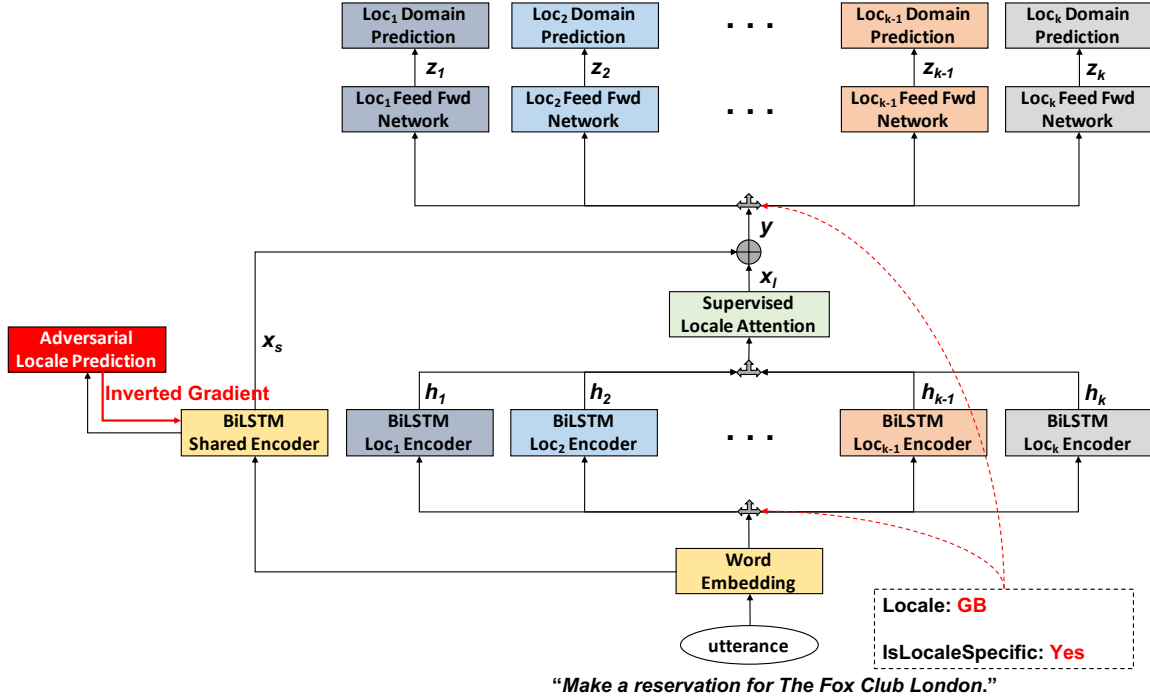 Loc₁ Domain
Prediction
Loc₂ Domain
Prediction
. . .
Locₖ₋₁ Domain
Prediction
Locₖ Domain
Prediction
z₁
z₂
zₖ₋₁
zₖ
Loc₁ Feed Fwd
Network
Loc₂ Feed Fwd
Network
. . .
Locₖ₋₁ Feed Fwd
Network
Locₖ Feed Fwd
Network
y
xₗ
Supervised
Locale Attention
xₛ
Adversarial
Locale Prediction
Inverted Gradient
h₁
h₂
hₖ₋₁
hₖ
BiLSTM
Shared Encoder
BiLSTM
Loc₁ Encoder
BiLSTM
Loc₂ Encoder
. . .
BiLSTM
Locₖ₋₁ Encoder
BiLSTM
Locₖ Encoder
Word
Embedding
Locale: GB
IsLocaleSpecific: Yes
utterance
“Make a reservation for The Fox Club London.”